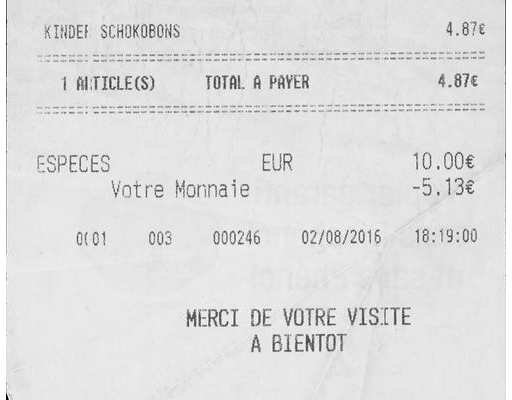 KINDER SCHOKOBONS 4.87€
1 ARTICLE(S) TOTAL A PAYER 4.87€
ESPECES EUR 10.00€
Votre Monnaie -5.13€
0001 003 000246 02/08/2016 18:19:00
MERCI DE VOTRE VISITE
A BIENTOT